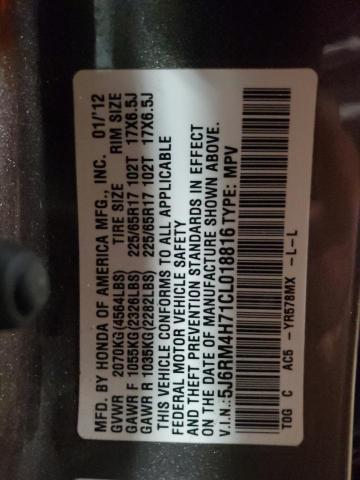 MFD. BY HONDA OF AMERICA MFG., INC. 01/'12
GVWR 2070KG(4564LBS) TIRE SIZE RIM SIZE
GAWR F 1055KG(2326LBS) 225/65R17 102T 17X6.5J
GAWR R 1035KG(2282LBS) 225/65R17 102T 17X6.5J
THIS VEHICLE CONFORMS TO ALL APPLICABLE
FEDERAL MOTOR VEHICLE SAFETY
AND THEFT PREVENTION STANDARDS IN EFFECT
ON THE DATE OF MANUFACTURE SHOWN ABOVE.
V.I.N.: 5J6RM4H71CL018816 TYPE: MPV
TOG C AC5 - YR578MX - L - L